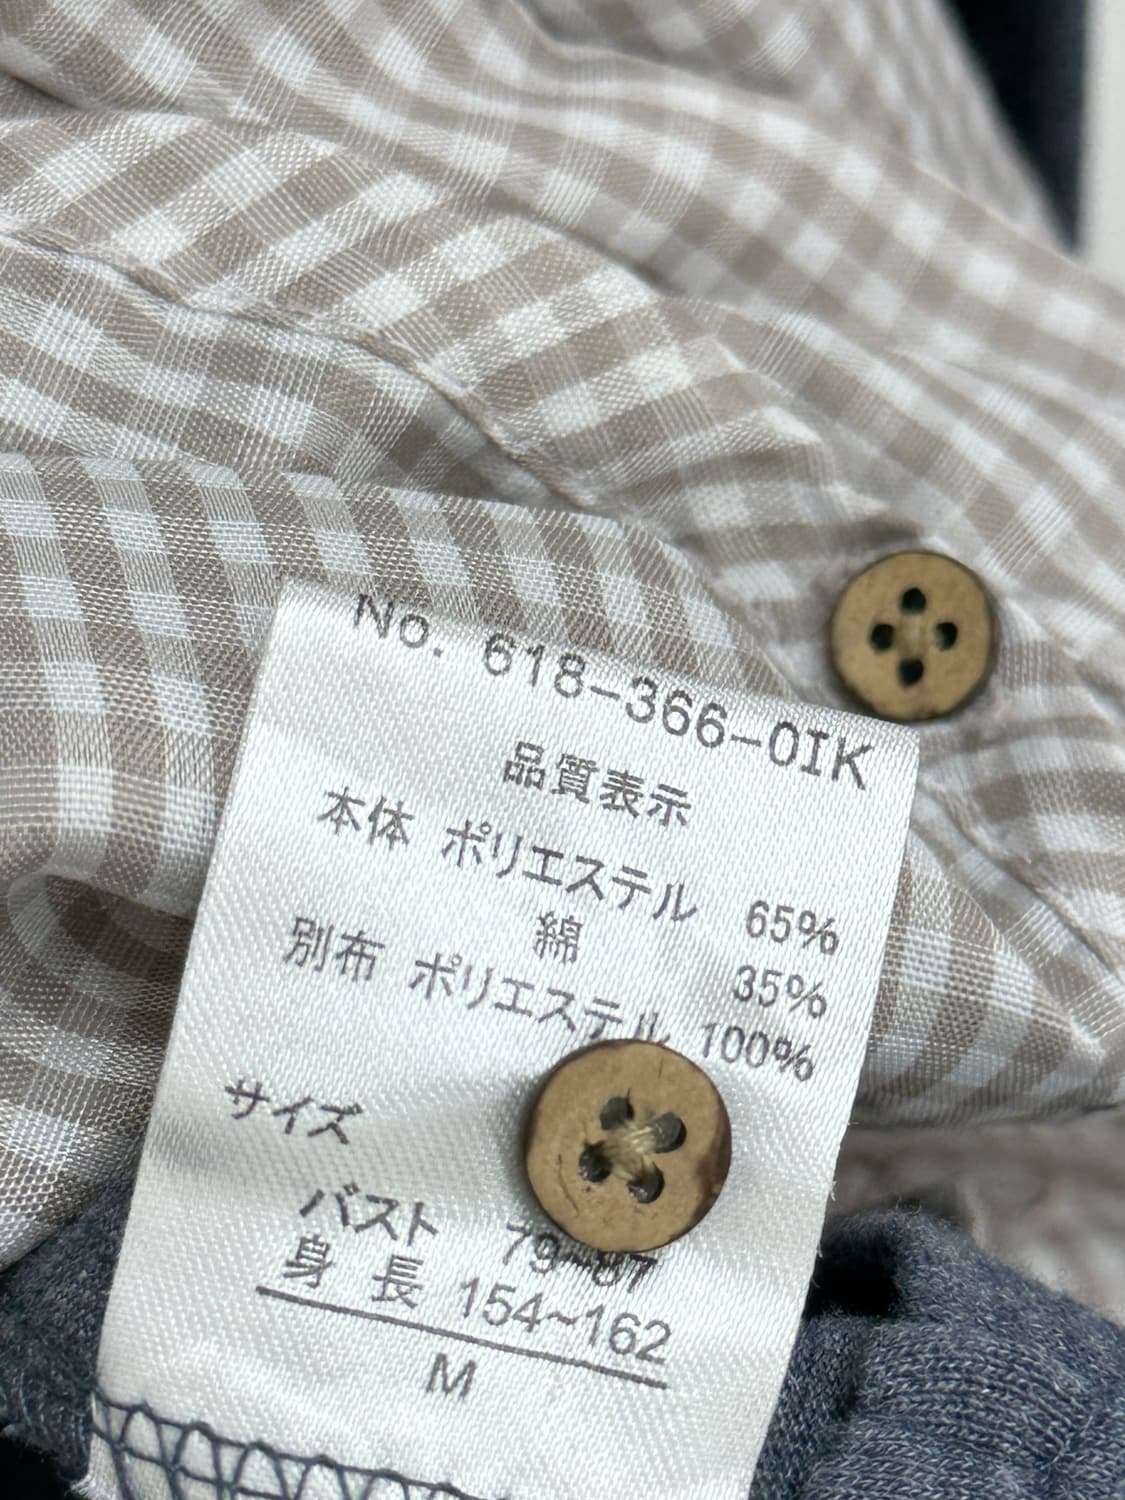 No. 618-366-0IK
品質表示
本体 ポリエステル 65%
綿 35%
別布 ポリエステル 100%
サイズ
バスト 79~87
身 長 154~162
M